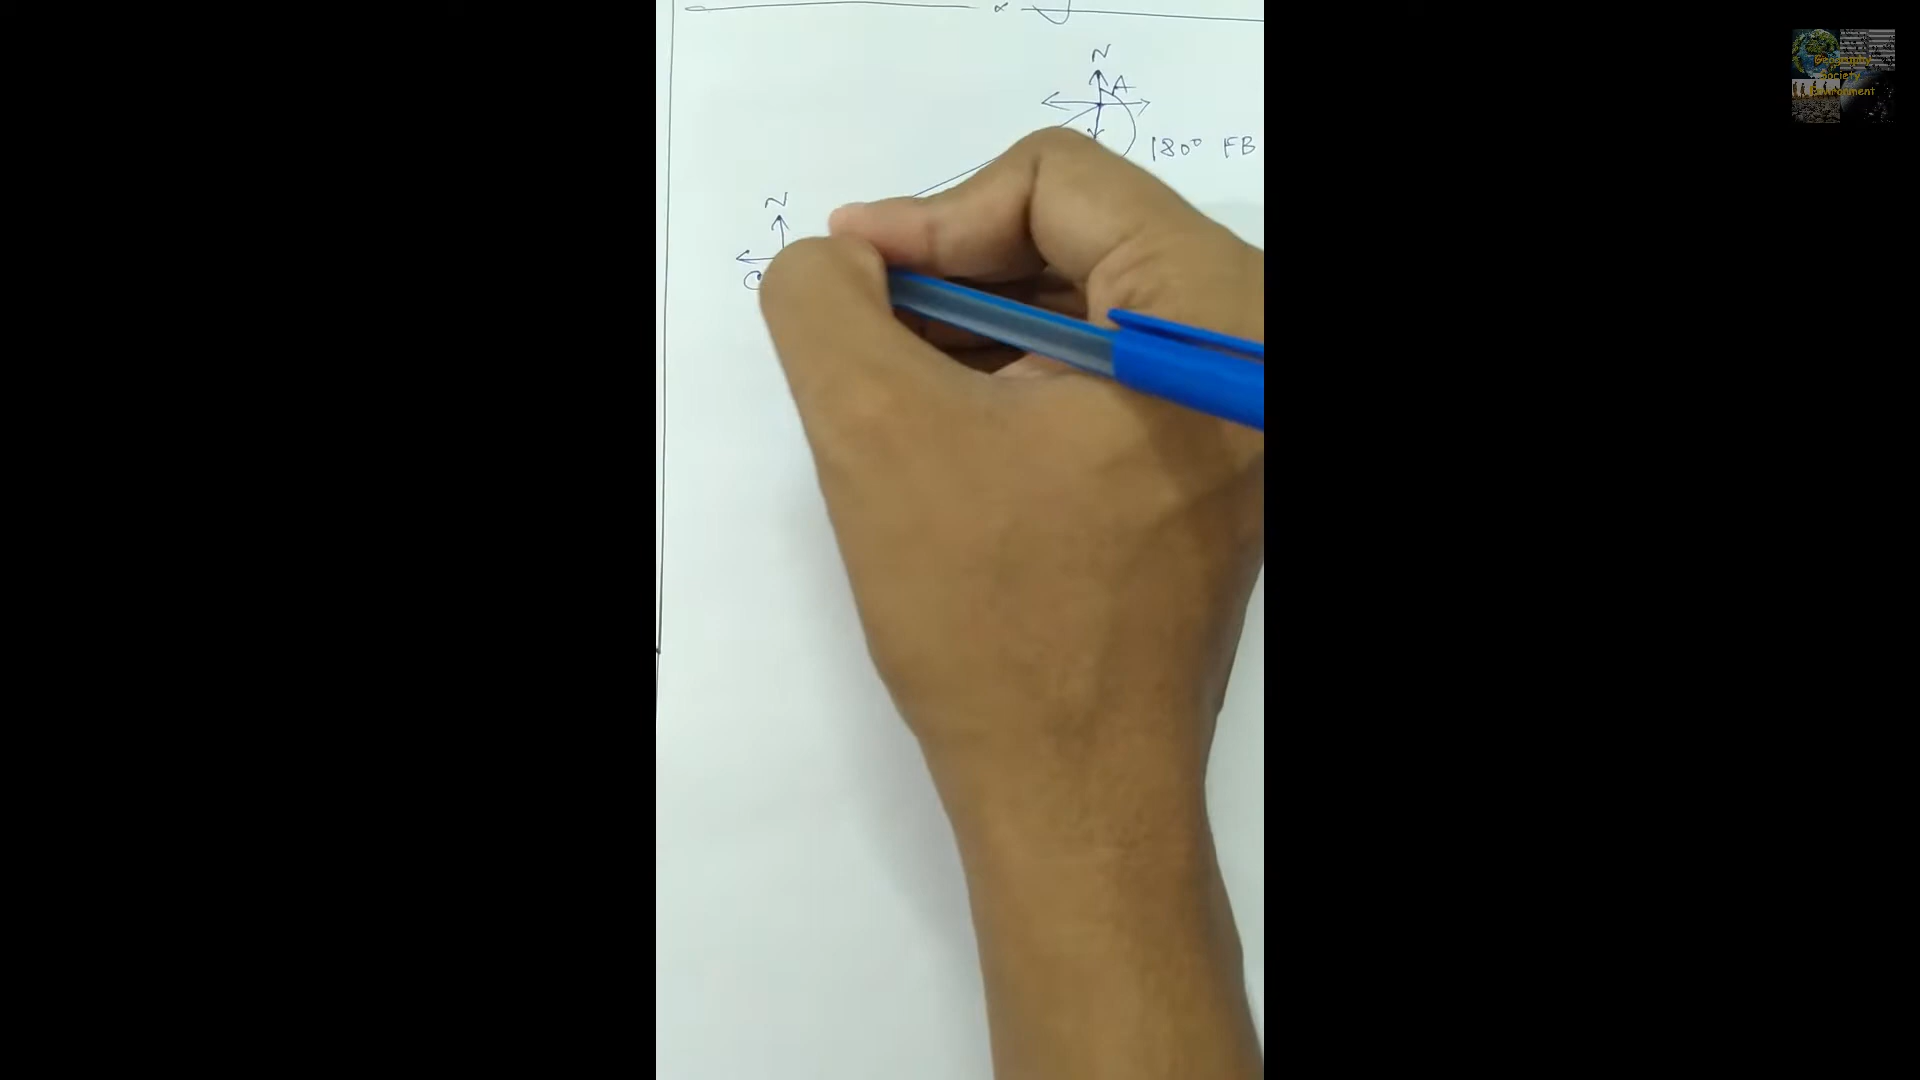 N
A
180° FB
N
O
Geography
Society
Environment